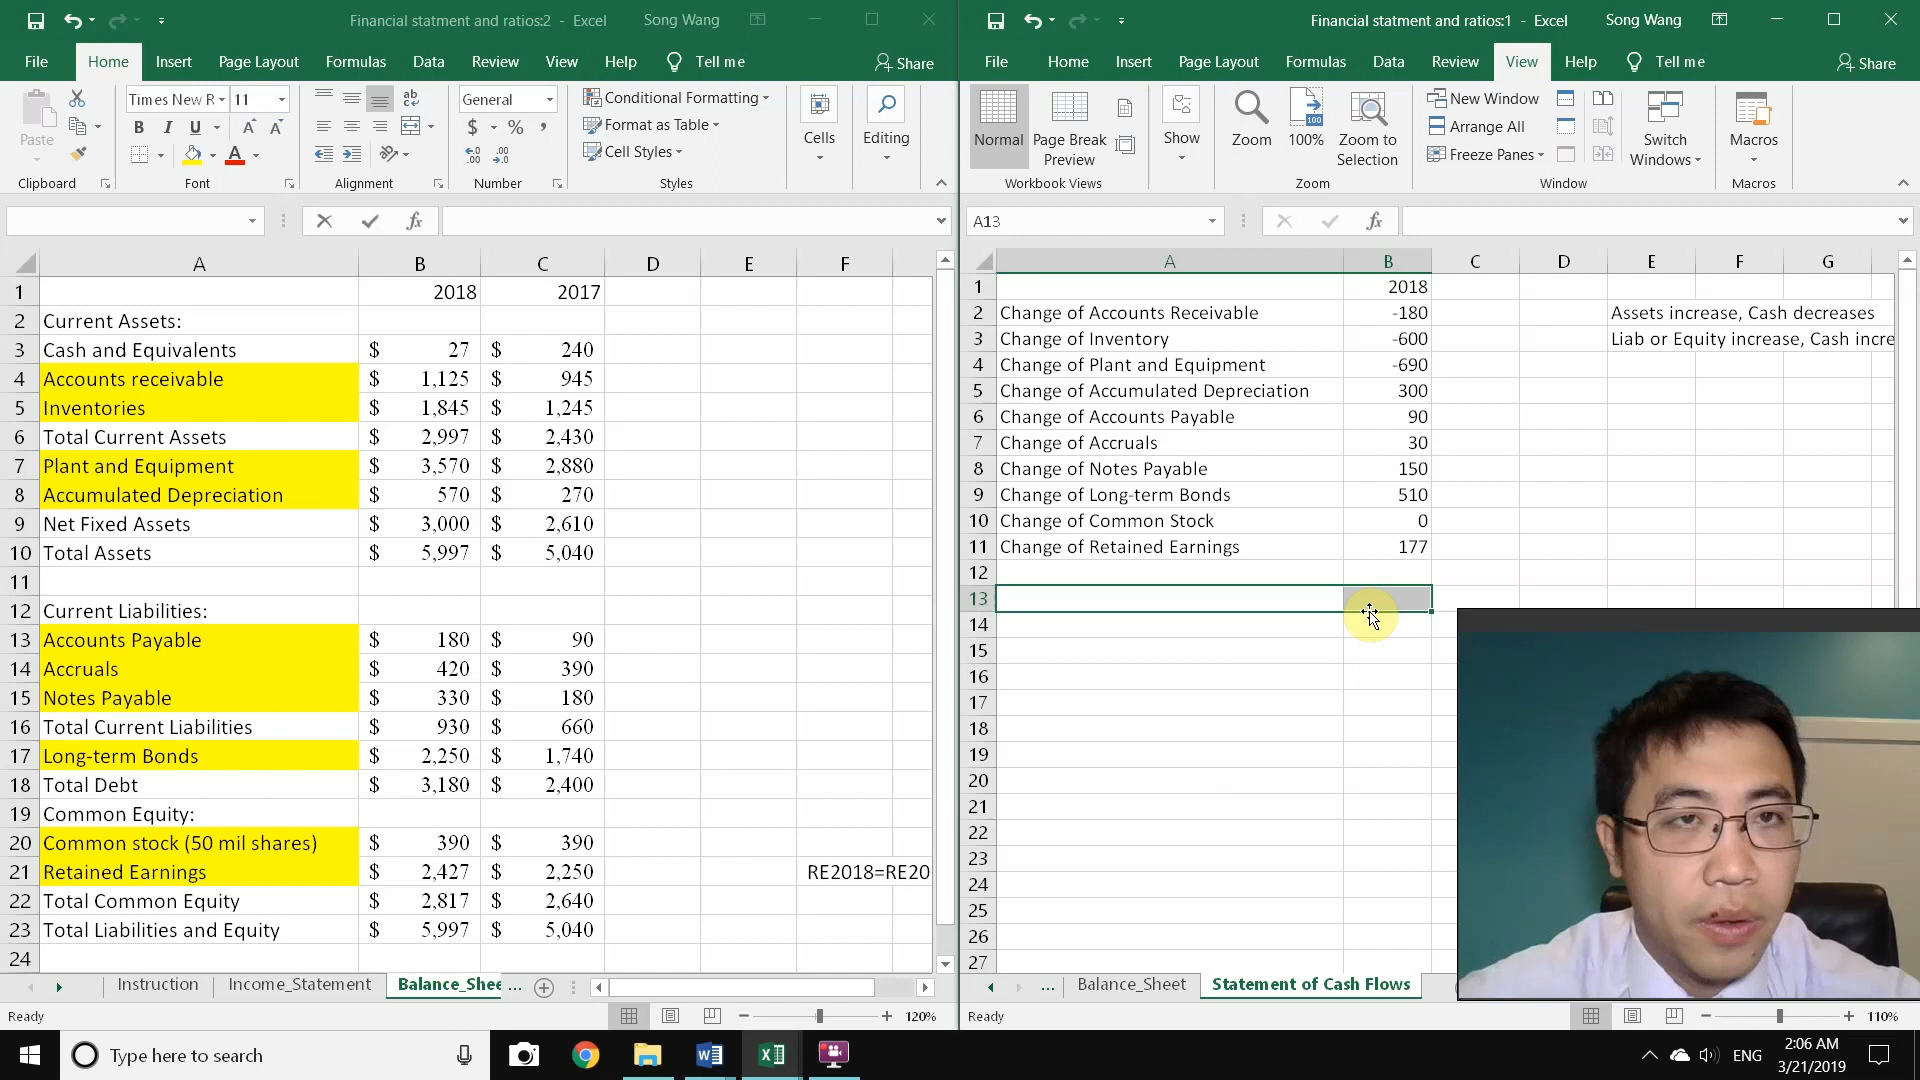 Financial statment and ratios:2 - Excel Song Wang
File Home Insert Page Layout Formulas Data Review View Help Tell me Share
Paste Times New R 11 General Conditional Formatting
B I U A A $ % , Format as Table
Cell Styles Cells Editing
Clipboard Font Alignment Number Styles
A B C D E F
1 2018 2017
2 Current Assets:
3 Cash and Equivalents $ 27 $ 240
4 Accounts receivable $ 1,125 $ 945
5 Inventories $ 1,845 $ 1,245
6 Total Current Assets $ 2,997 $ 2,430
7 Plant and Equipment $ 3,570 $ 2,880
8 Accumulated Depreciation $ 570 $ 270
9 Net Fixed Assets $ 3,000 $ 2,610
10 Total Assets $ 5,997 $ 5,040
11
12 Current Liabilities:
13 Accounts Payable $ 180 $ 90
14 Accruals $ 420 $ 390
15 Notes Payable $ 330 $ 180
16 Total Current Liabilities $ 930 $ 660
17 Long-term Bonds $ 2,250 $ 1,740
18 Total Debt $ 3,180 $ 2,400
19 Common Equity:
20 Common stock (50 mil shares) $ 390 $ 390
21 Retained Earnings $ 2,427 $ 2,250 RE2018=RE20
22 Total Common Equity $ 2,817 $ 2,640
23 Total Liabilities and Equity $ 5,997 $ 5,040
24
Instruction Income_Statement Balance_Shee ...
Ready 120%
Financial statment and ratios:1 - Excel Song Wang
File Home Insert Page Layout Formulas Data Review View Help Tell me Share
Normal Page Break Preview Show Zoom 100% Zoom to Selection New Window Arrange All Freeze Panes Switch Windows Macros
Workbook Views Zoom Window Macros
A13 fx
A B C D E F G
1 2018
2 Change of Accounts Receivable -180 Assets increase, Cash decreases
3 Change of Inventory -600 Liab or Equity increase, Cash incre
4 Change of Plant and Equipment -690
5 Change of Accumulated Depreciation 300
6 Change of Accounts Payable 90
7 Change of Accruals 30
8 Change of Notes Payable 150
9 Change of Long-term Bonds 510
10 Change of Common Stock 0
11 Change of Retained Earnings 177
12
13
14
15
16
17
18
19
20
21
22
23
24
25
26
27
... Balance_Sheet Statement of Cash Flows
Ready 110%
Type here to search ENG 2:06 AM
3/21/2019